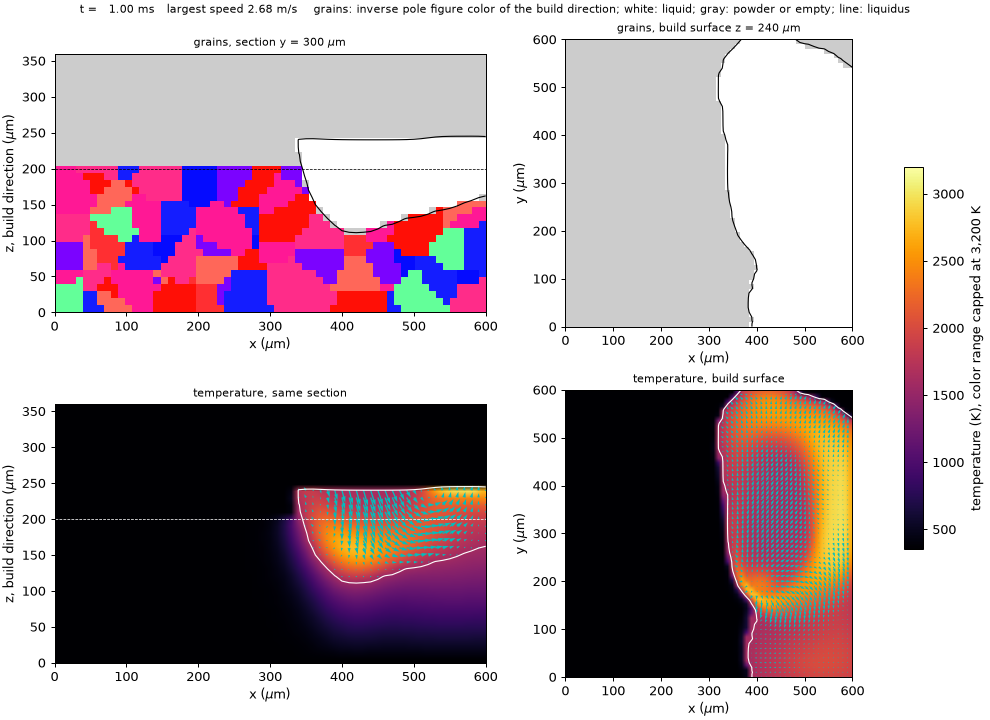 t =   1.00 ms   largest speed 2.68 m/s     grains: inverse pole figure color of the build direction; white: liquid; gray: powder or empty; line: liquidus
grains, section y = 300 μm
350
300
250
200
150
100
50
0
z, build direction (μm)
0 100 200 300 400 500 600
x (μm)
grains, build surface z = 240 μm
600
500
400
300
200
100
0
y (μm)
0 100 200 300 400 500 600
x (μm)
temperature, same section
350
300
250
200
150
100
50
0
z, build direction (μm)
0 100 200 300 400 500 600
x (μm)
temperature, build surface
600
500
400
300
200
100
0
y (μm)
0 100 200 300 400 500 600
x (μm)
3000
2500
2000
1500
1000
500
temperature (K), color range capped at 3,200 K